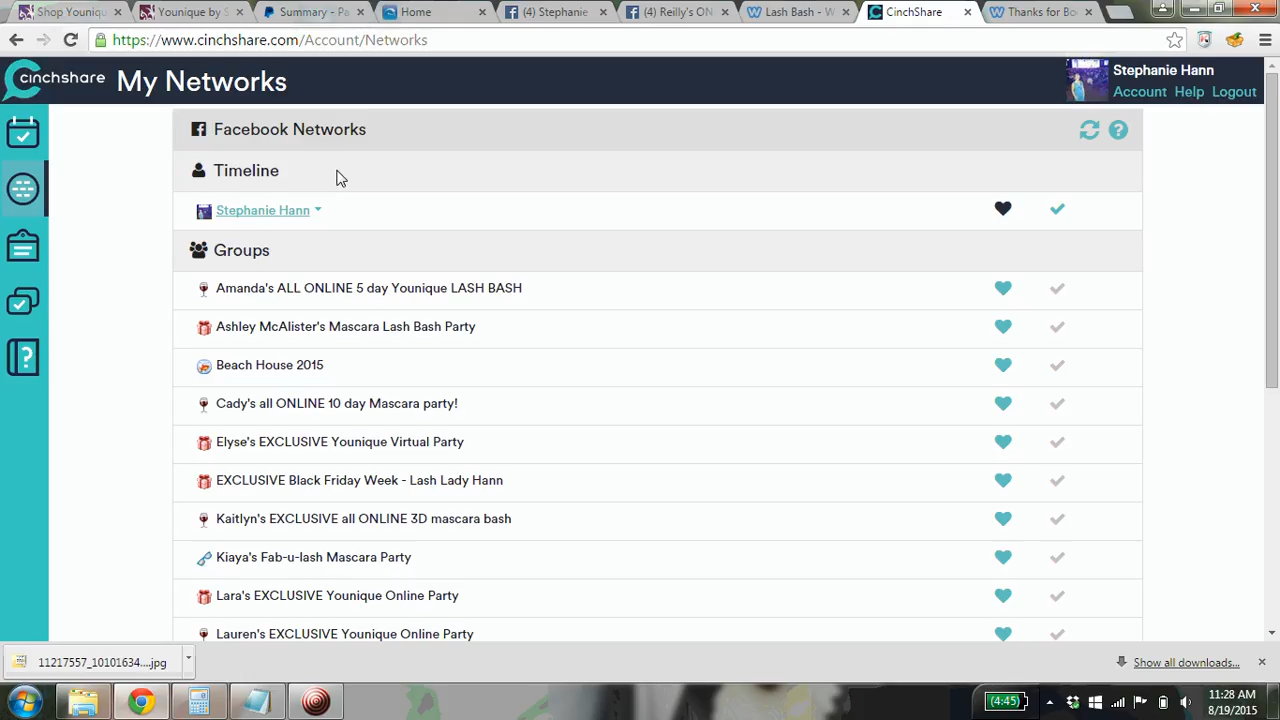 Shop Youniqu
Younique by S
Summary - Pa
Home
(4) Stephanie
(4) Reilly's ON
Lash Bash - W
CinchShare
Thanks for Bo
https://www.cinchshare.com/Account/Networks
cinchshare
My Networks
Stephanie Hann
Account Help Logout
Facebook Networks
Timeline
Stephanie Hann
Groups
Amanda's ALL ONLINE 5 day Younique LASH BASH
Ashley McAlister's Mascara Lash Bash Party
Beach House 2015
Cady's all ONLINE 10 day Mascara party!
Elyse's EXCLUSIVE Younique Virtual Party
EXCLUSIVE Black Friday Week - Lash Lady Hann
Kaitlyn's EXCLUSIVE all ONLINE 3D mascara bash
Kiaya's Fab-u-lash Mascara Party
Lara's EXCLUSIVE Younique Online Party
Lauren's EXCLUSIVE Younique Online Party
11217557_10101634....jpg
Show all downloads...
(4:45)
11:28 AM
8/19/2015